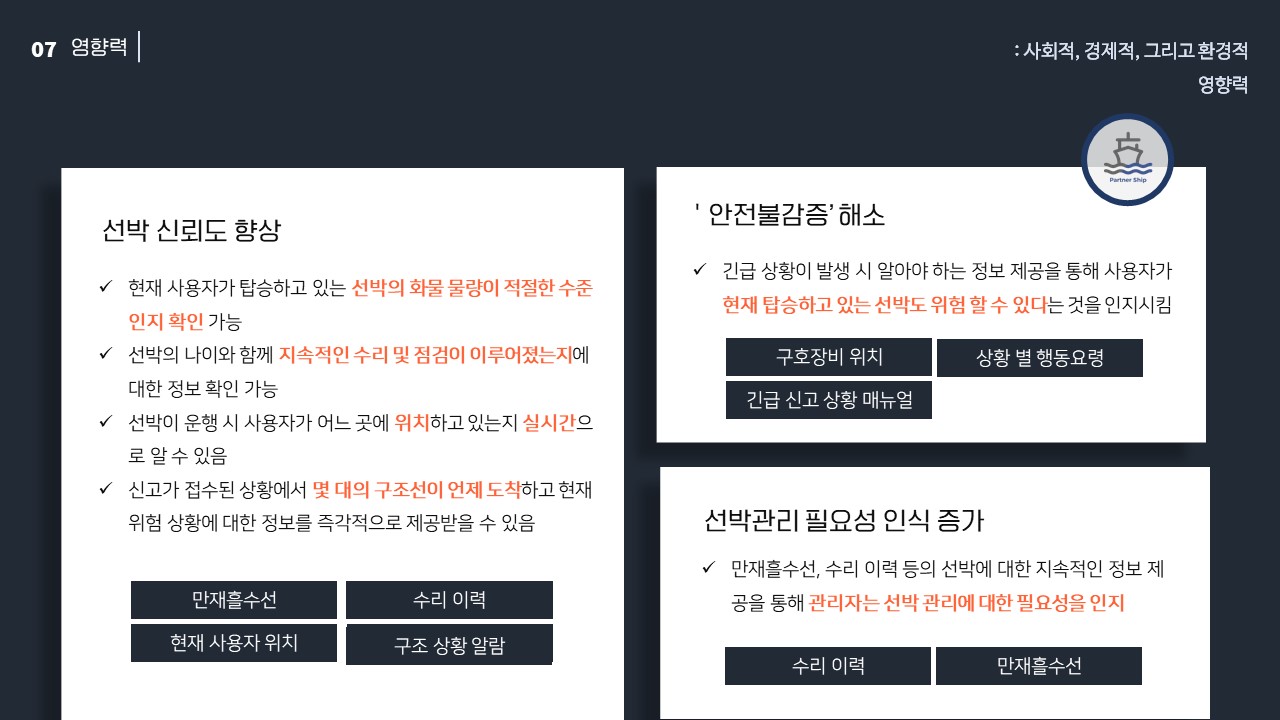 07 영향력
: 사회적, 경제적, 그리고 환경적
영향력
Partner Ship
선박 신뢰도 향상
✓ 현재 사용자가 탑승하고 있는 선박의 화물 물량이 적절한 수준
인지 확인 가능
✓ 선박의 나이와 함께 지속적인 수리 및 점검이 이루어졌는지에
대한 정보 확인 가능
✓ 선박이 운행 시 사용자가 어느 곳에 위치하고 있는지 실시간으
로 알 수 있음
✓ 신고가 접수된 상황에서 몇 대의 구조선이 언제 도착하고 현재
위험 상황에 대한 정보를 즉각적으로 제공받을 수 있음
만재흘수선 수리 이력
현재 사용자 위치 구조 상황 알람
' 안전불감증’ 해소
✓ 긴급 상황이 발생 시 알아야 하는 정보 제공을 통해 사용자가
현재 탑승하고 있는 선박도 위험 할 수 있다는 것을 인지시킴
구호장비 위치 상황 별 행동요령
긴급 신고 상황 매뉴얼
선박관리 필요성 인식 증가
✓ 만재흘수선, 수리 이력 등의 선박에 대한 지속적인 정보 제
공을 통해 관리자는 선박 관리에 대한 필요성을 인지
수리 이력 만재흘수선